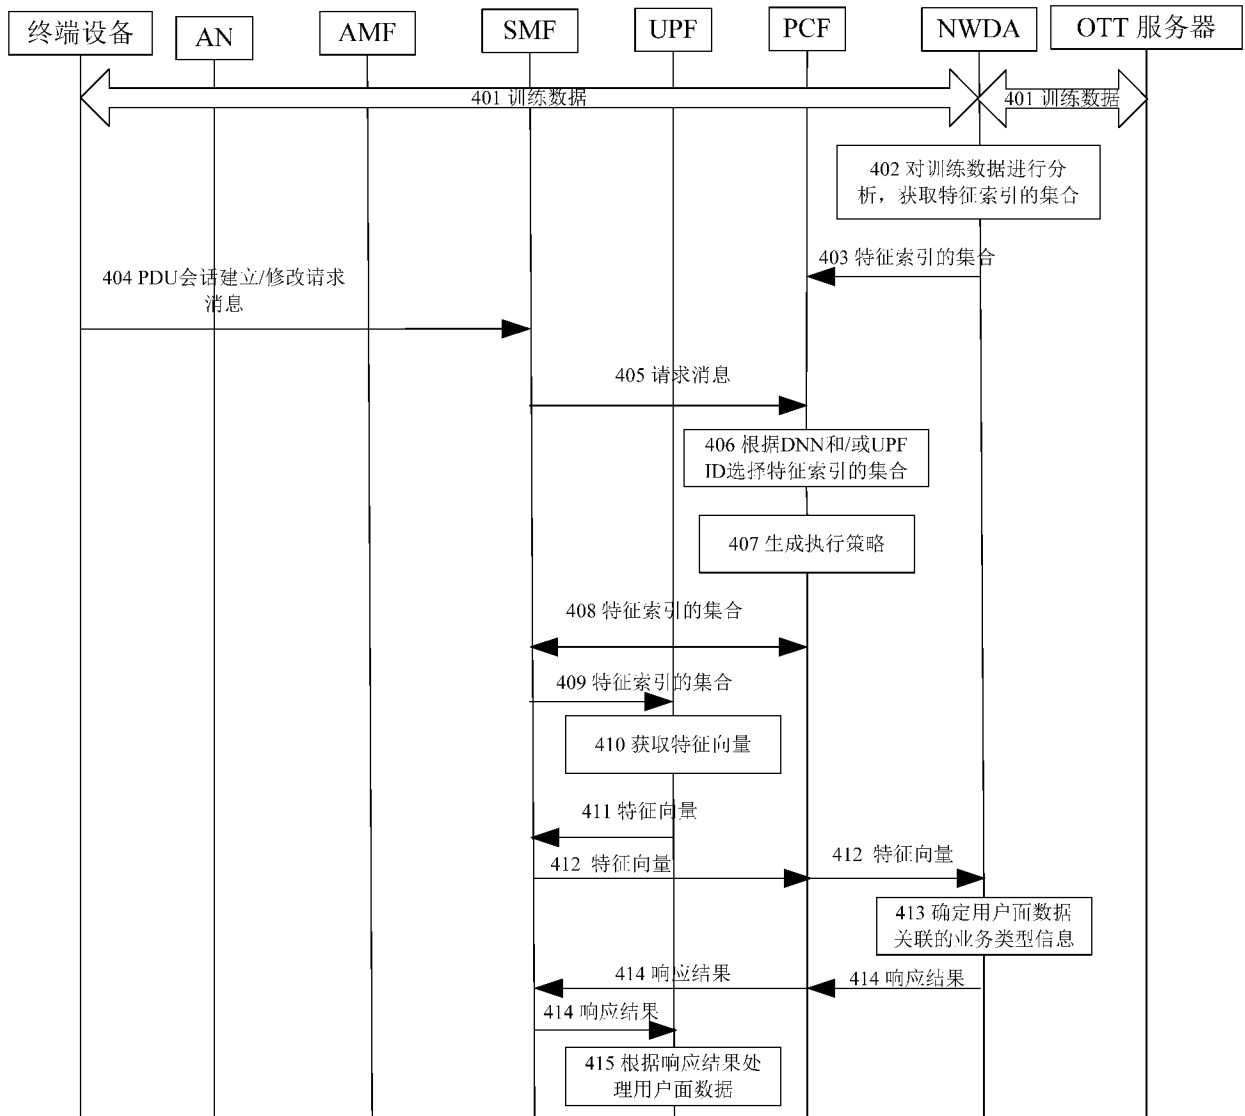 终端设备
AN
AMF
SMF
UPF
PCF
NWDA
OTT 服务器
401 训练数据
401 训练数据
402 对训练数据进行分
析，获取特征索引的集合
403 特征索引的集合
404 PDU会话建立/修改请求
消息
405 请求消息
406 根据DNN和/或UPF
ID选择特征索引的集合
407 生成执行策略
408 特征索引的集合
409 特征索引的集合
410 获取特征向量
411 特征向量
412 特征向量
412 特征向量
413 确定用户面数据
关联的业务类型信息
414 响应结果
414 响应结果
414 响应结果
415 根据响应结果处
理用户面数据